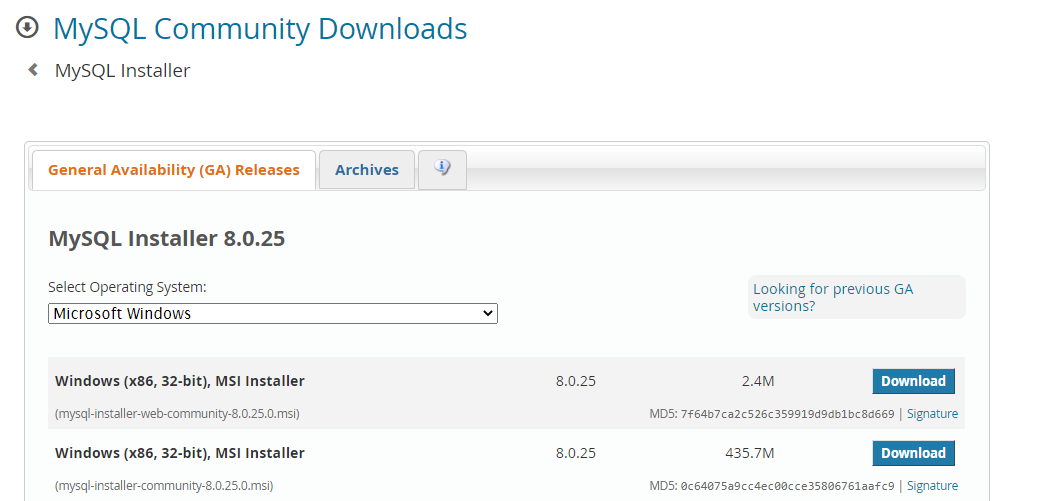 MySQL Community Downloads
MySQL Installer
General Availability (GA) Releases Archives
MySQL Installer 8.0.25
Select Operating System:
Microsoft Windows
Looking for previous GA
versions?
Windows (x86, 32-bit), MSI Installer 8.0.25 2.4M Download
(mysql-installer-web-community-8.0.25.0.msi) MD5: 7f64b7ca2c526c359919d9db1bc8d669 | Signature
Windows (x86, 32-bit), MSI Installer 8.0.25 435.7M Download
(mysql-installer-community-8.0.25.0.msi) MD5: 0c64075a9cc4ec00cce35806761aafc9 | Signature